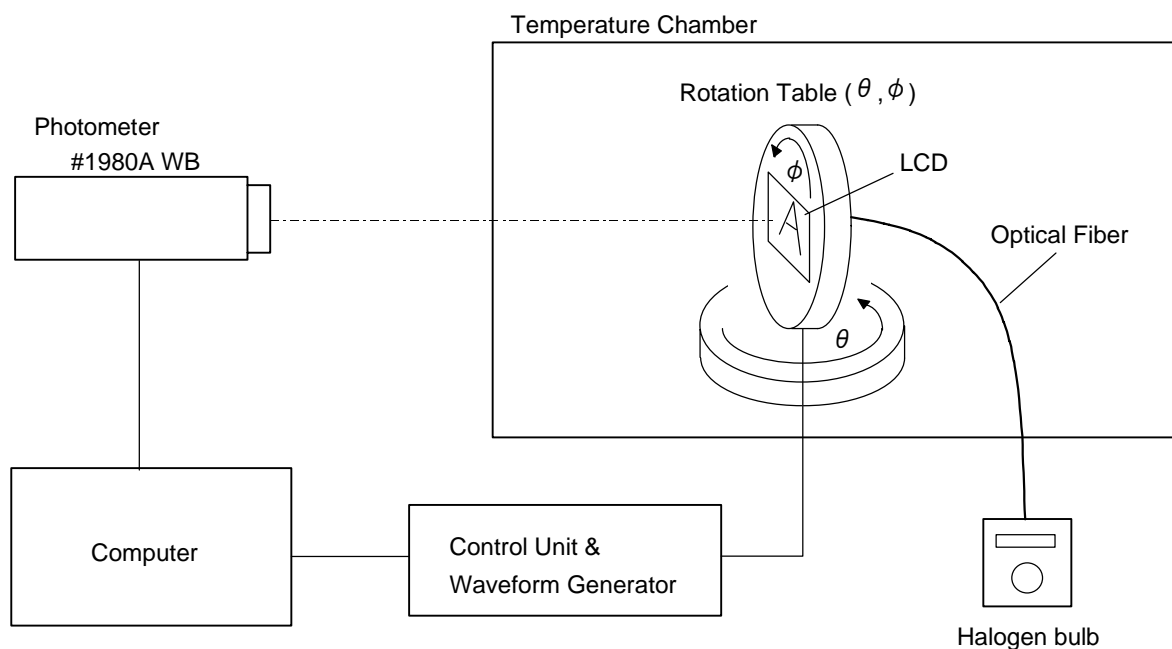 Temperature Chamber
Rotation Table ( θ , φ )
Photometer
#1980A WB
φ
LCD
A
Optical Fiber
θ
Computer
Control Unit &
Waveform Generator
Halogen bulb